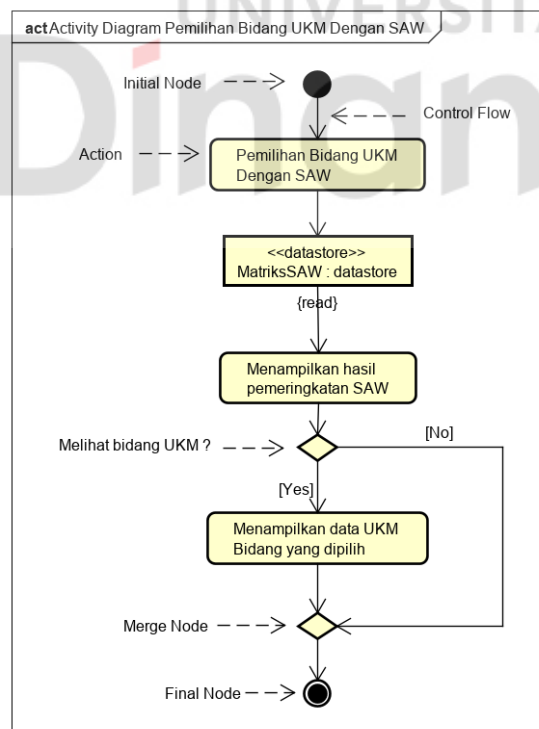 UNIVERSITA
act Activity Diagram Pemilihan Bidang UKM Dengan SAW
Dinam
Initial Node
Control Flow
Action
Pemilihan Bidang UKM
Dengan SAW
<<datastore>>
MatriksSAW : datastore
{read}
Menampilkan hasil
pemeringkatan SAW
Melihat bidang UKM ?
[No]
[Yes]
Menampilkan data UKM
Bidang yang dipilih
Merge Node
Final Node